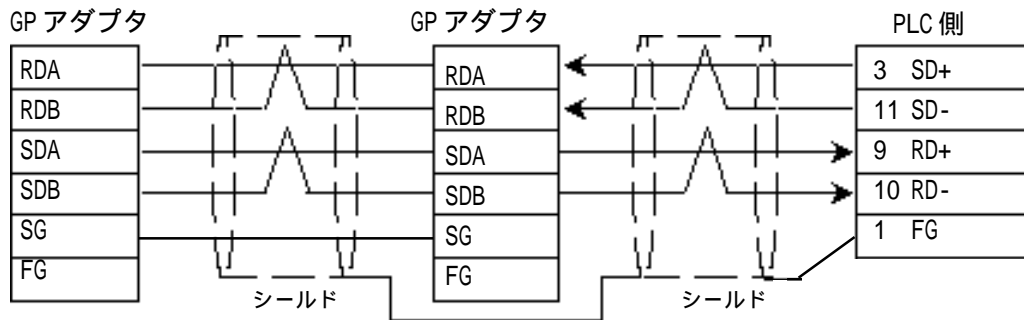 GP アダプタ
RDA
RDB
SDA
SDB
SG
FG
シールド
GP アダプタ
RDA
RDB
SDA
SDB
SG
FG
シールド
PLC 側
3 SD+
11 SD-
9 RD+
10 RD-
1 FG